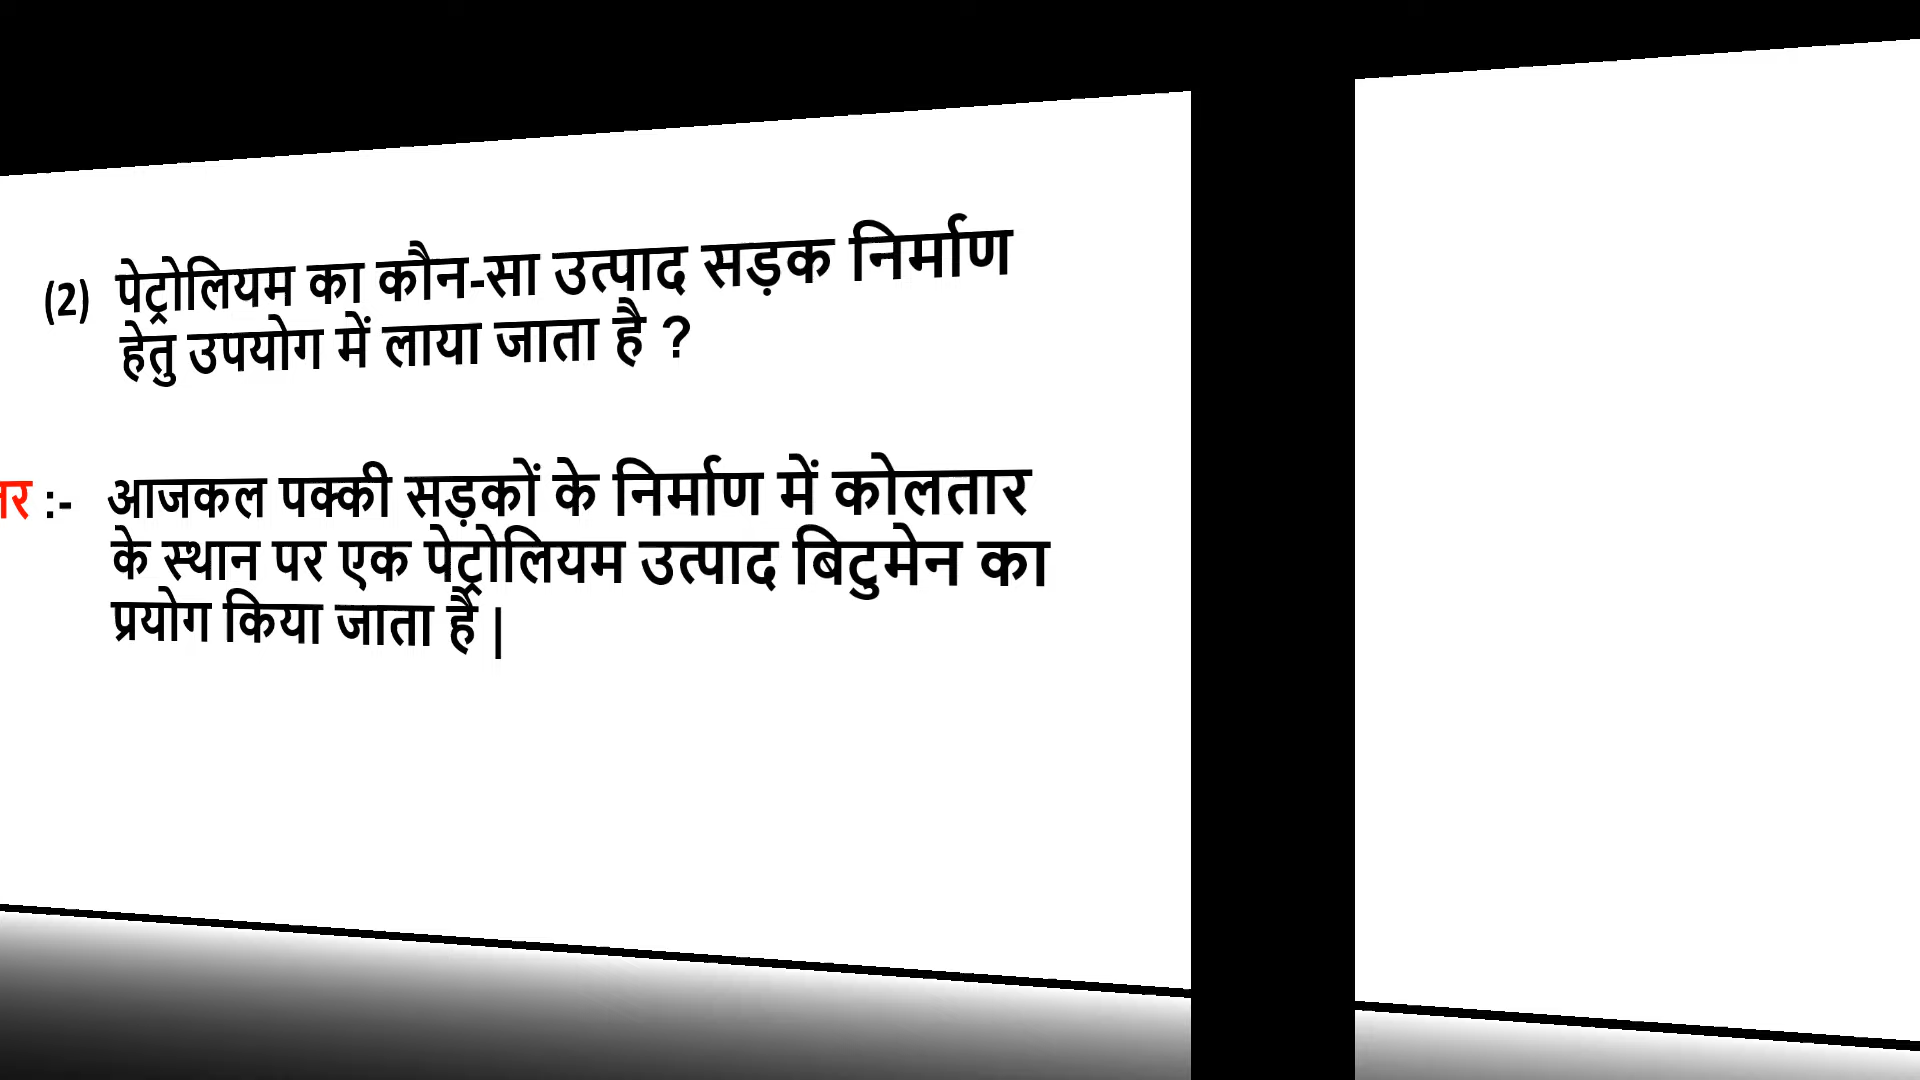 (2) पेट्रोलियम का कौन-सा उत्पाद सड़क निर्माण
हेतु उपयोग में लाया जाता है ?
:- आजकल पक्की सड़कों के निर्माण में कोलतार
के स्थान पर एक पेट्रोलियम उत्पाद बिटुमेन का
प्रयोग किया जाता है |